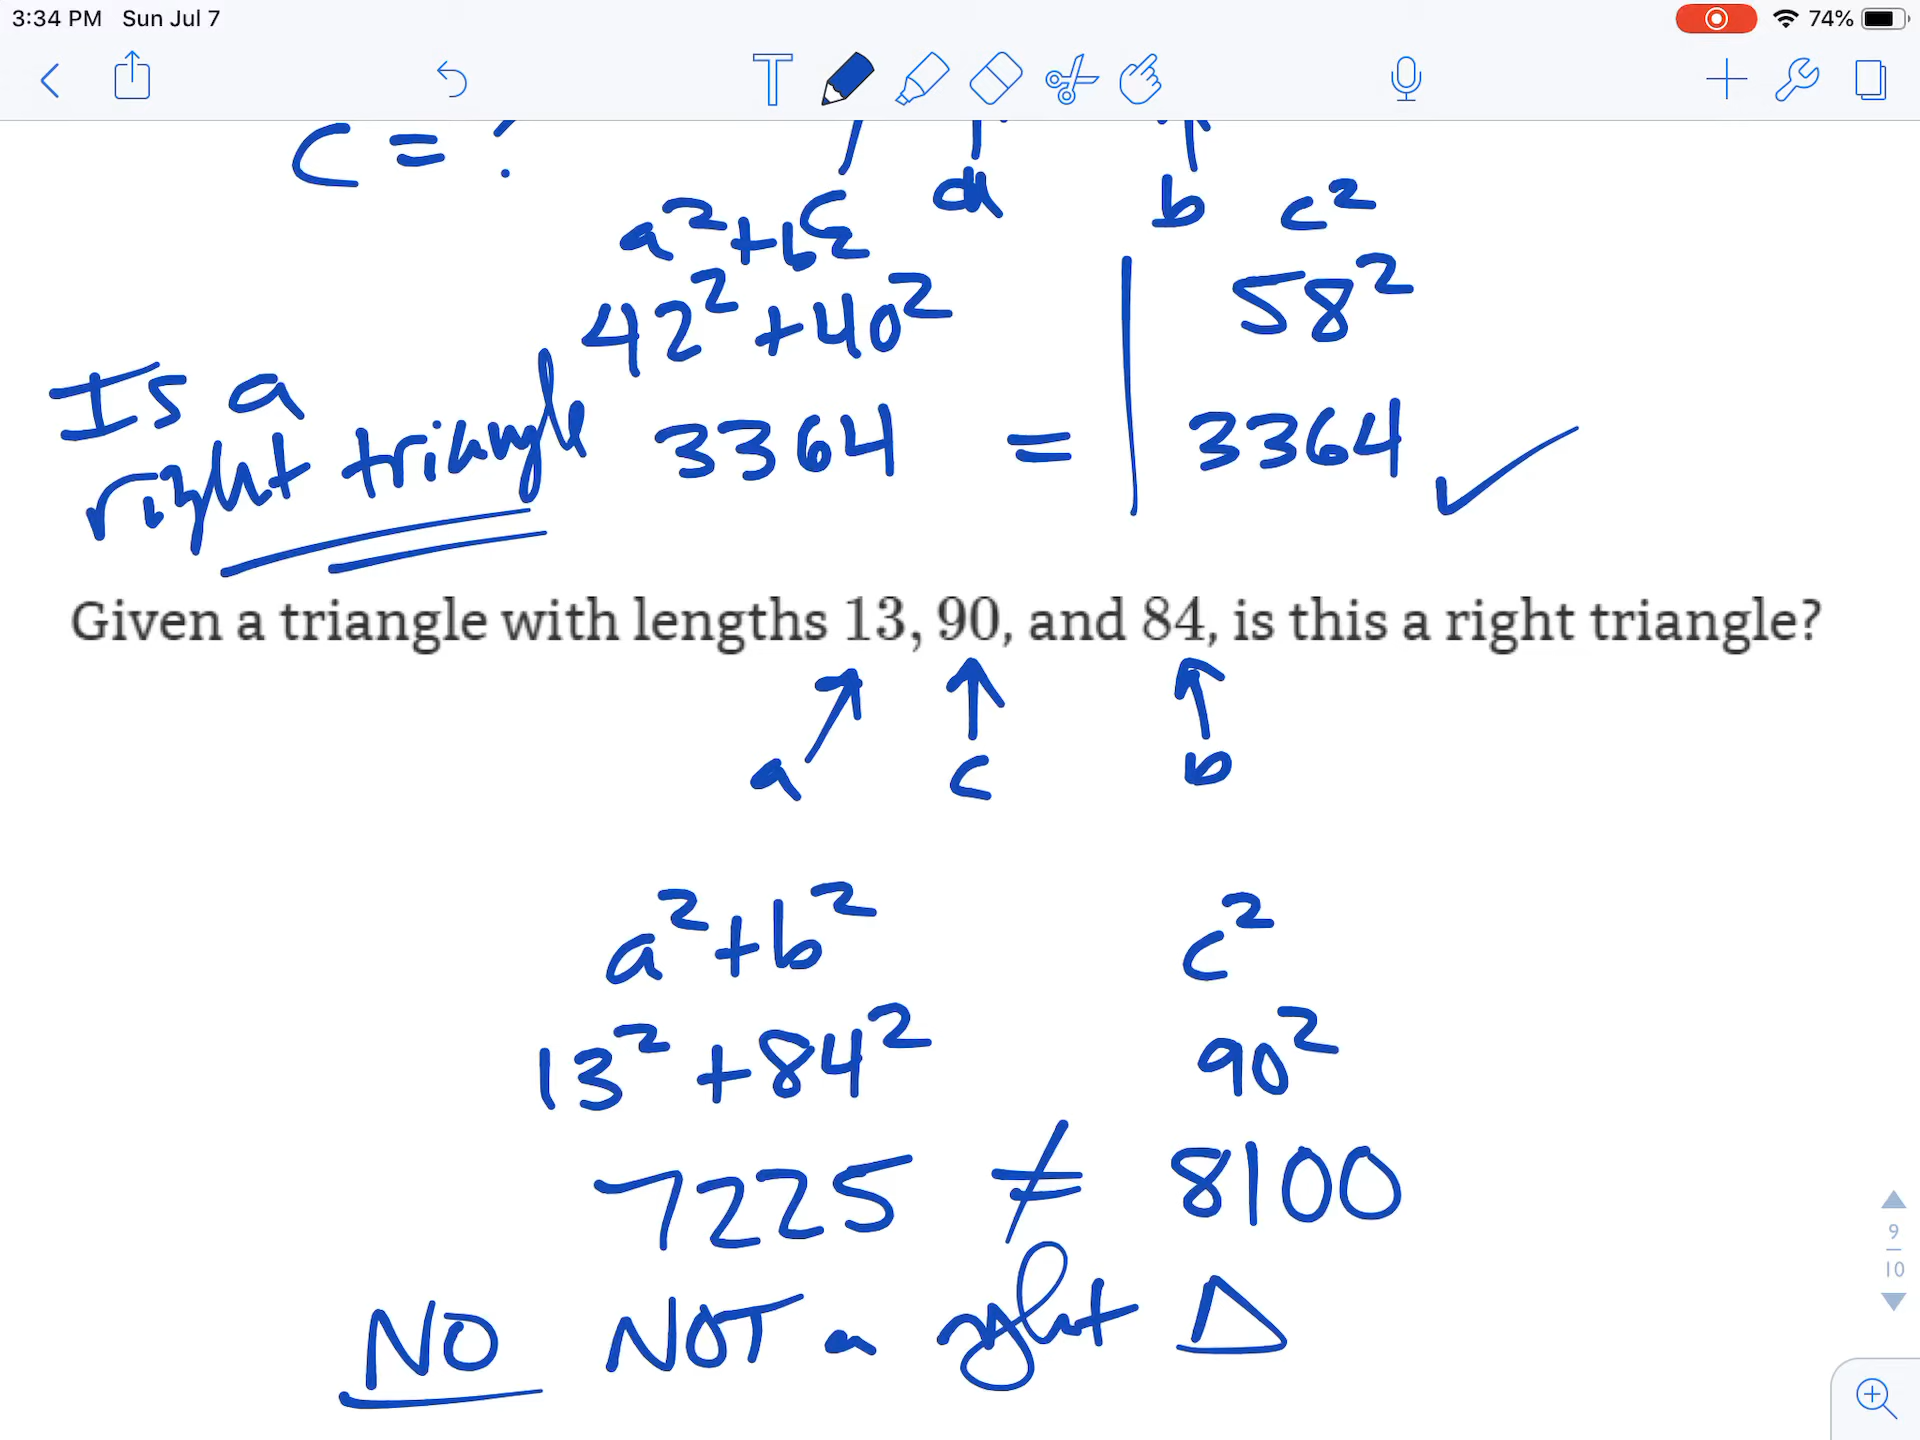 3:34 PM Sun Jul 7 74%
T
c = ?
a b
a² + b² c²
42² + 40² 58²
Is a
right triangle 3364 = 3364
Given a triangle with lengths 13, 90, and 84, is this a right triangle?
a c b
a² + b² c²
13² + 84² 90²
7225 ≠ 8100
9
10
NO NOT a right Δ